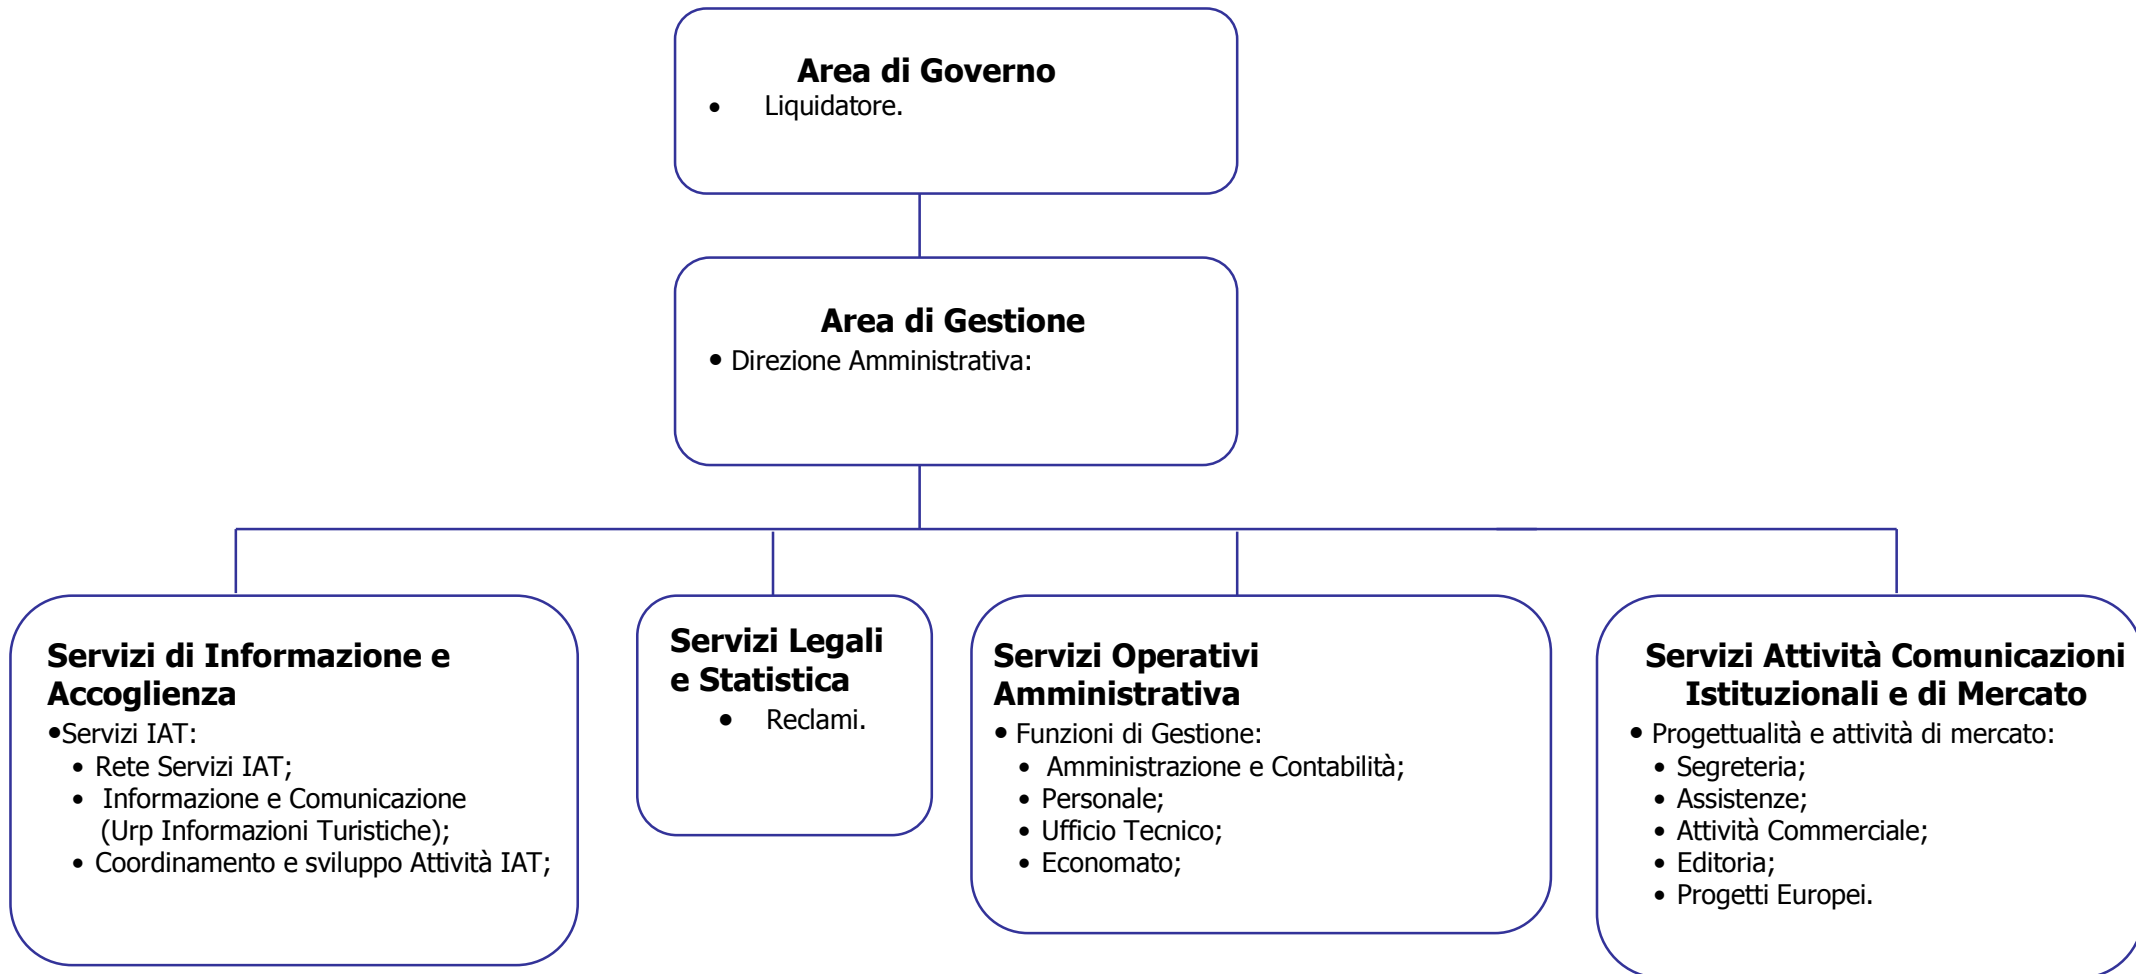 Area di Governo
• Liquidatore.
Area di Gestione
• Direzione Amministrativa:
Servizi di Informazione e
Accoglienza
•Servizi IAT:
• Rete Servizi IAT;
• Informazione e Comunicazione
(Urp Informazioni Turistiche);
• Coordinamento e sviluppo Attività IAT;
Servizi Legali
e Statistica
• Reclami.
Servizi Operativi
Amministrativa
• Funzioni di Gestione:
• Amministrazione e Contabilità;
• Personale;
• Ufficio Tecnico;
• Economato;
Servizi Attività Comunicazioni
Istituzionali e di Mercato
• Progettualità e attività di mercato:
• Segreteria;
• Assistenze;
• Attività Commerciale;
• Editoria;
• Progetti Europei.